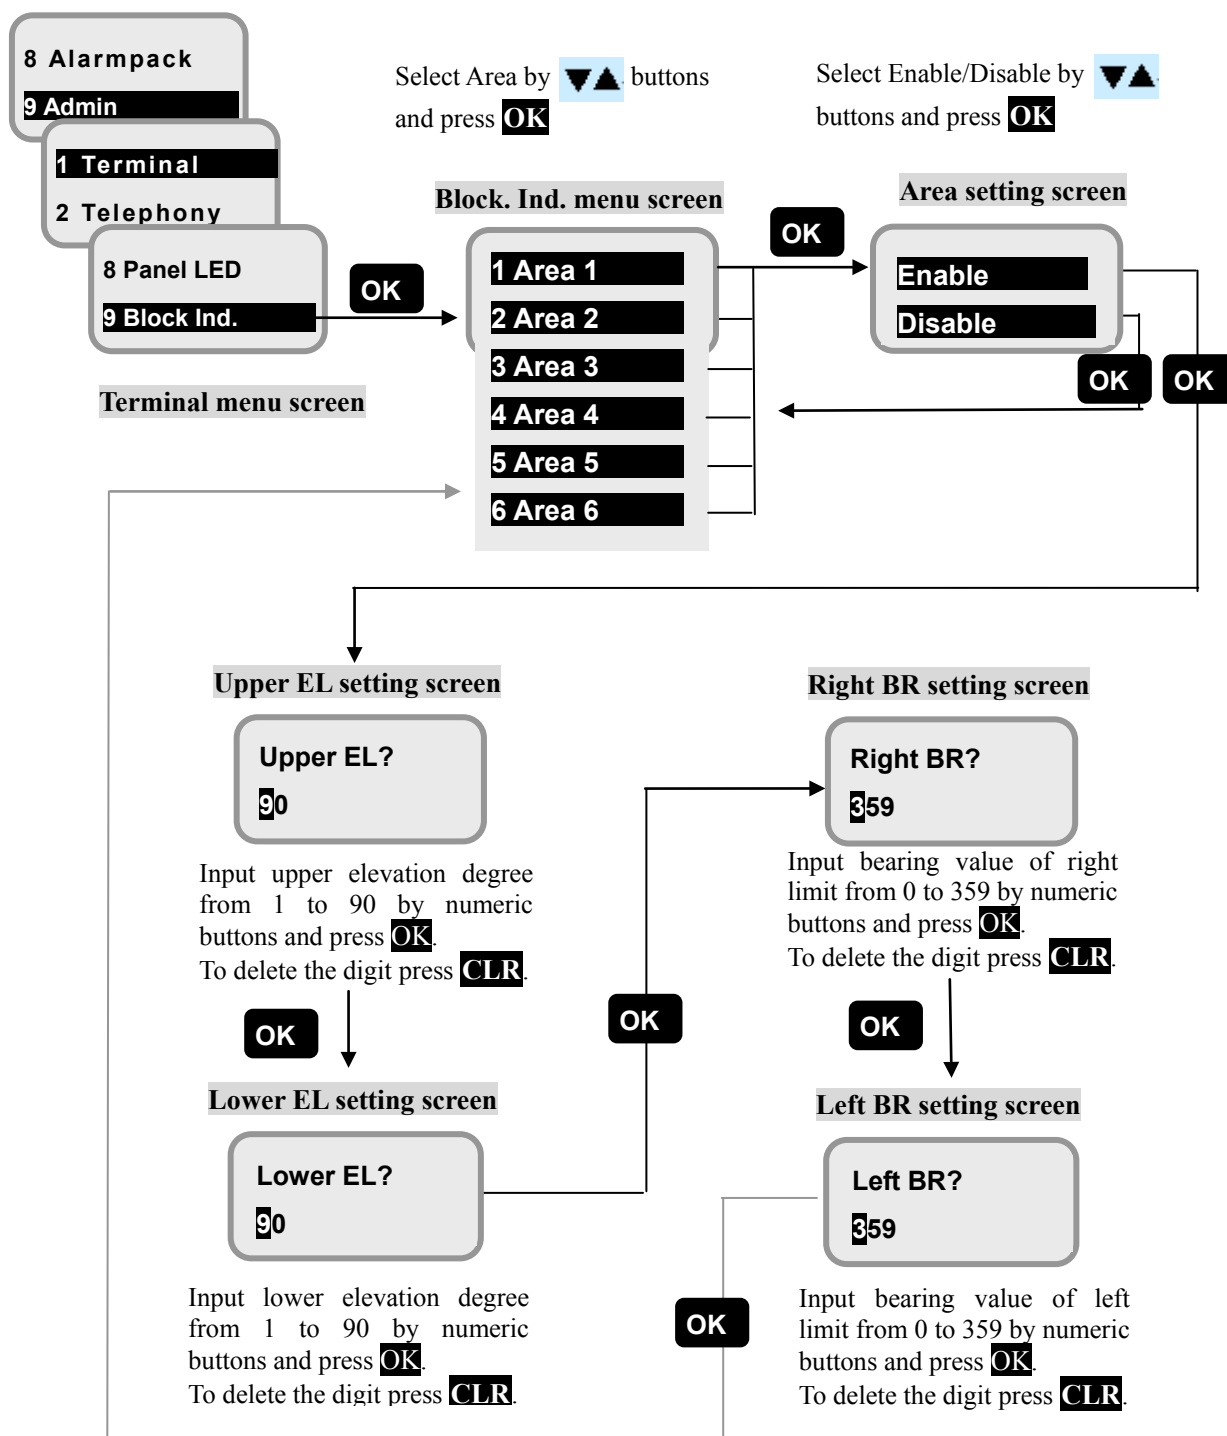 8 Alarmpack
9 Admin
1 Terminal
2 Telephony
8 Panel LED
9 Block Ind.
Terminal menu screen
OK
Select Area by ▼▲ buttons
and press OK
Block. Ind. menu screen
1 Area 1
2 Area 2
3 Area 3
4 Area 4
5 Area 5
6 Area 6
OK
Select Enable/Disable by ▼▲
buttons and press OK
Area setting screen
Enable
Disable
OK
OK
Upper EL setting screen
Upper EL?
90
Input upper elevation degree
from 1 to 90 by numeric
buttons and press OK.
To delete the digit press CLR.
OK
Lower EL setting screen
Lower EL?
90
Input lower elevation degree
from 1 to 90 by numeric
buttons and press OK.
To delete the digit press CLR.
OK
Right BR setting screen
Right BR?
359
Input bearing value of right
limit from 0 to 359 by numeric
buttons and press OK.
To delete the digit press CLR.
OK
Left BR setting screen
Left BR?
359
Input bearing value of left
limit from 0 to 359 by numeric
buttons and press OK.
To delete the digit press CLR.
OK